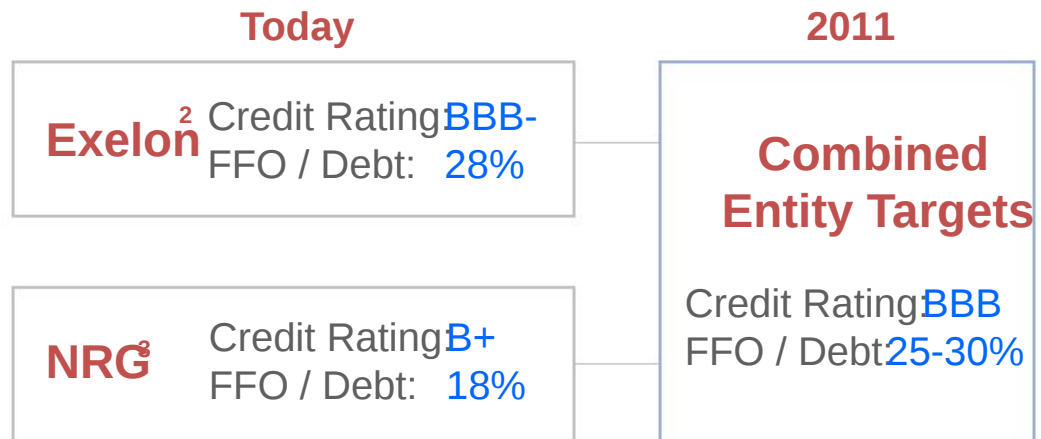 Today
2011
Exelon2
Credit Rating: BBB-
FFO / Debt: 28%
NRG3
Credit Rating: B+
FFO / Debt: 18%
Combined
Entity Targets
Credit Rating: BBB
FFO / Debt: 25-30%